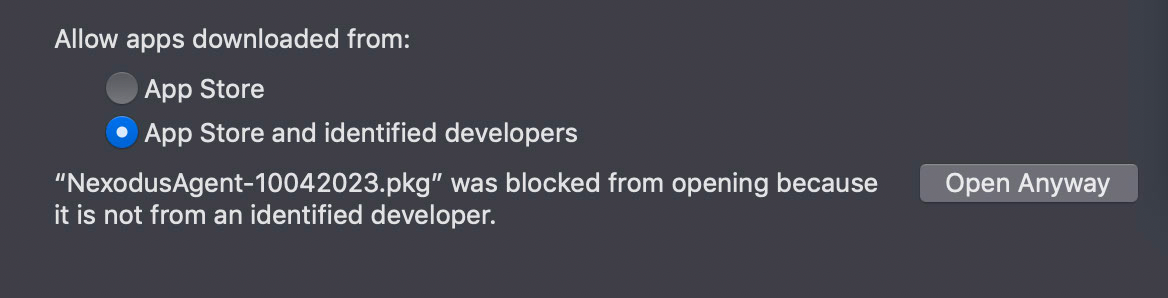 Allow apps downloaded from:
App Store
App Store and identified developers
“NexodusAgent-10042023.pkg” was blocked from opening because
it is not from an identified developer.
Open Anyway